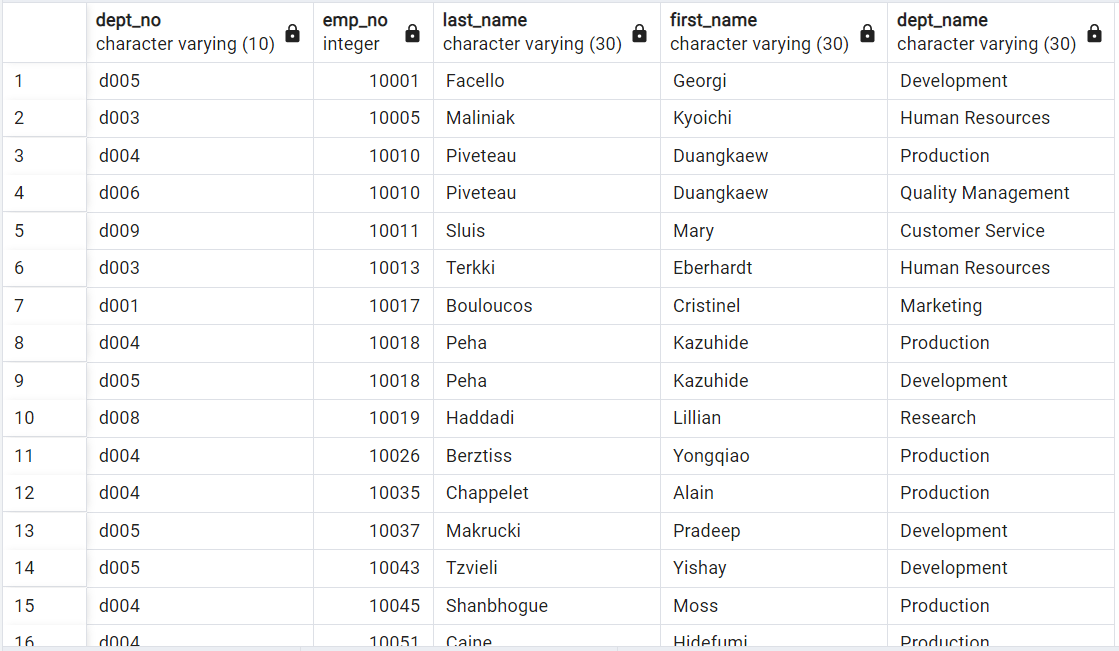 dept_no emp_no last_name first_name dept_name
character varying (10) integer character varying (30) character varying (30) character varying (30)
1 d005 10001 Facello Georgi Development
2 d003 10005 Maliniak Kyoichi Human Resources
3 d004 10010 Piveteau Duangkaew Production
4 d006 10010 Piveteau Duangkaew Quality Management
5 d009 10011 Sluis Mary Customer Service
6 d003 10013 Terkki Eberhardt Human Resources
7 d001 10017 Bouloucos Cristinel Marketing
8 d004 10018 Peha Kazuhide Production
9 d005 10018 Peha Kazuhide Development
10 d008 10019 Haddadi Lillian Research
11 d004 10026 Berztiss Yongqiao Production
12 d004 10035 Chappelet Alain Production
13 d005 10037 Makrucki Pradeep Development
14 d005 10043 Tzvieli Yishay Development
15 d004 10045 Shanbhogue Moss Production
16 d004 10051 Caine Hidefumi Production